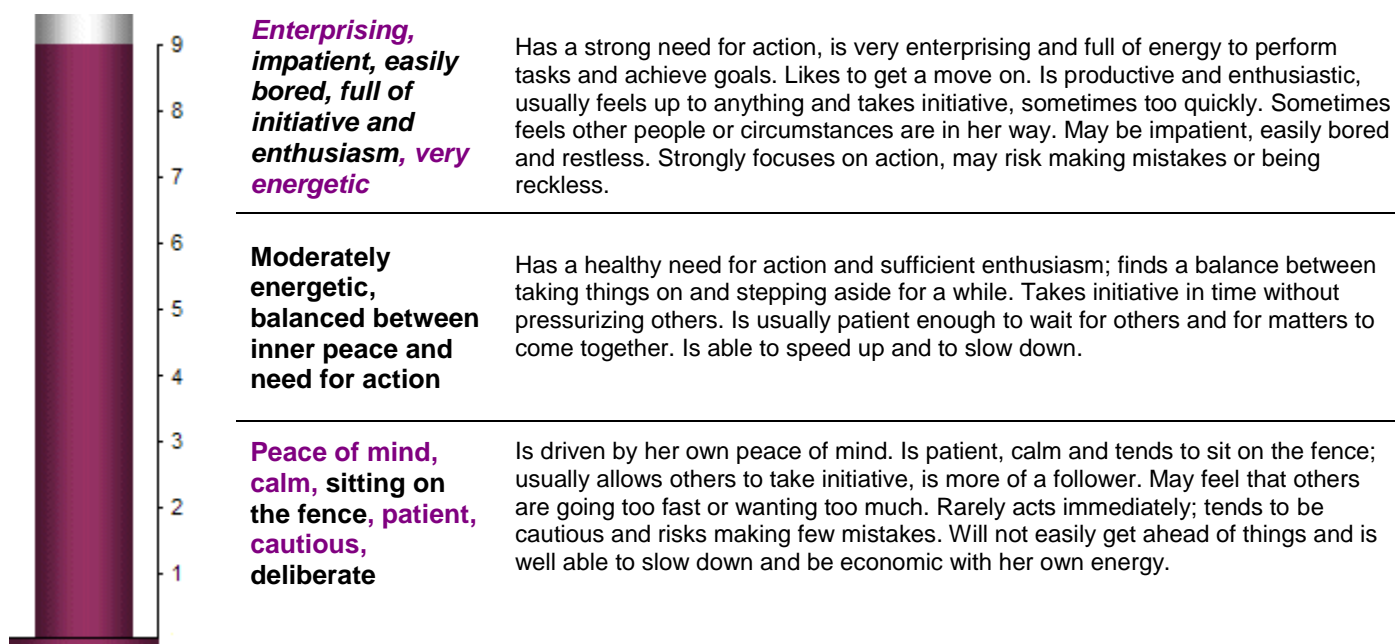 9
8
7
6
5
4
3
2
1
Enterprising,
impatient, easily
bored, full of
initiative and
enthusiasm, very
energetic
Has a strong need for action, is very enterprising and full of energy to perform
tasks and achieve goals. Likes to get a move on. Is productive and enthusiastic,
usually feels up to anything and takes initiative, sometimes too quickly. Sometimes
feels other people or circumstances are in her way. May be impatient, easily bored
and restless. Strongly focuses on action, may risk making mistakes or being
reckless.
Moderately
energetic,
balanced between
inner peace and
need for action
Has a healthy need for action and sufficient enthusiasm; finds a balance between
taking things on and stepping aside for a while. Takes initiative in time without
pressurizing others. Is usually patient enough to wait for others and for matters to
come together. Is able to speed up and to slow down.
Peace of mind,
calm, sitting on
the fence, patient,
cautious,
deliberate
Is driven by her own peace of mind. Is patient, calm and tends to sit on the fence;
usually allows others to take initiative, is more of a follower. May feel that others
are going too fast or wanting too much. Rarely acts immediately; tends to be
cautious and risks making few mistakes. Will not easily get ahead of things and is
well able to slow down and be economic with her own energy.